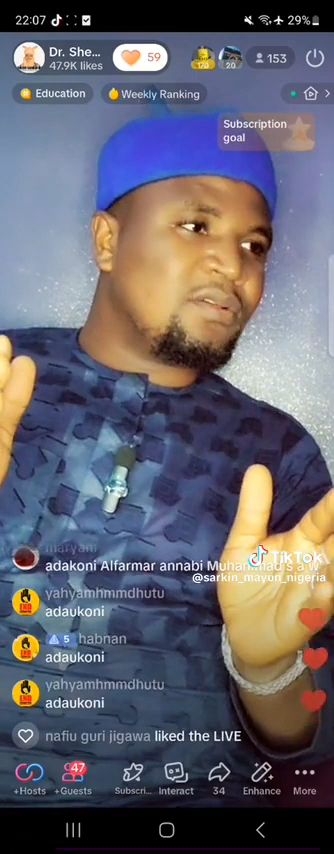 22:07
29%
Dr. She...
47.9K likes
59
170
20
153
Education
Weekly Ranking
Subscription
goal
maryam
adakoni Alfarmar annabi Muhammad s a w
TikTok
@sarkin_mayun_nigeria
yahyamhmmdhutu
adaukoni
5 habnan
adaukoni
yahyamhmmdhutu
adaukoni
nafiu guri jigawa liked the LIVE
47
+Hosts
+Guests
Subscri...
Interact
34
Enhance
More